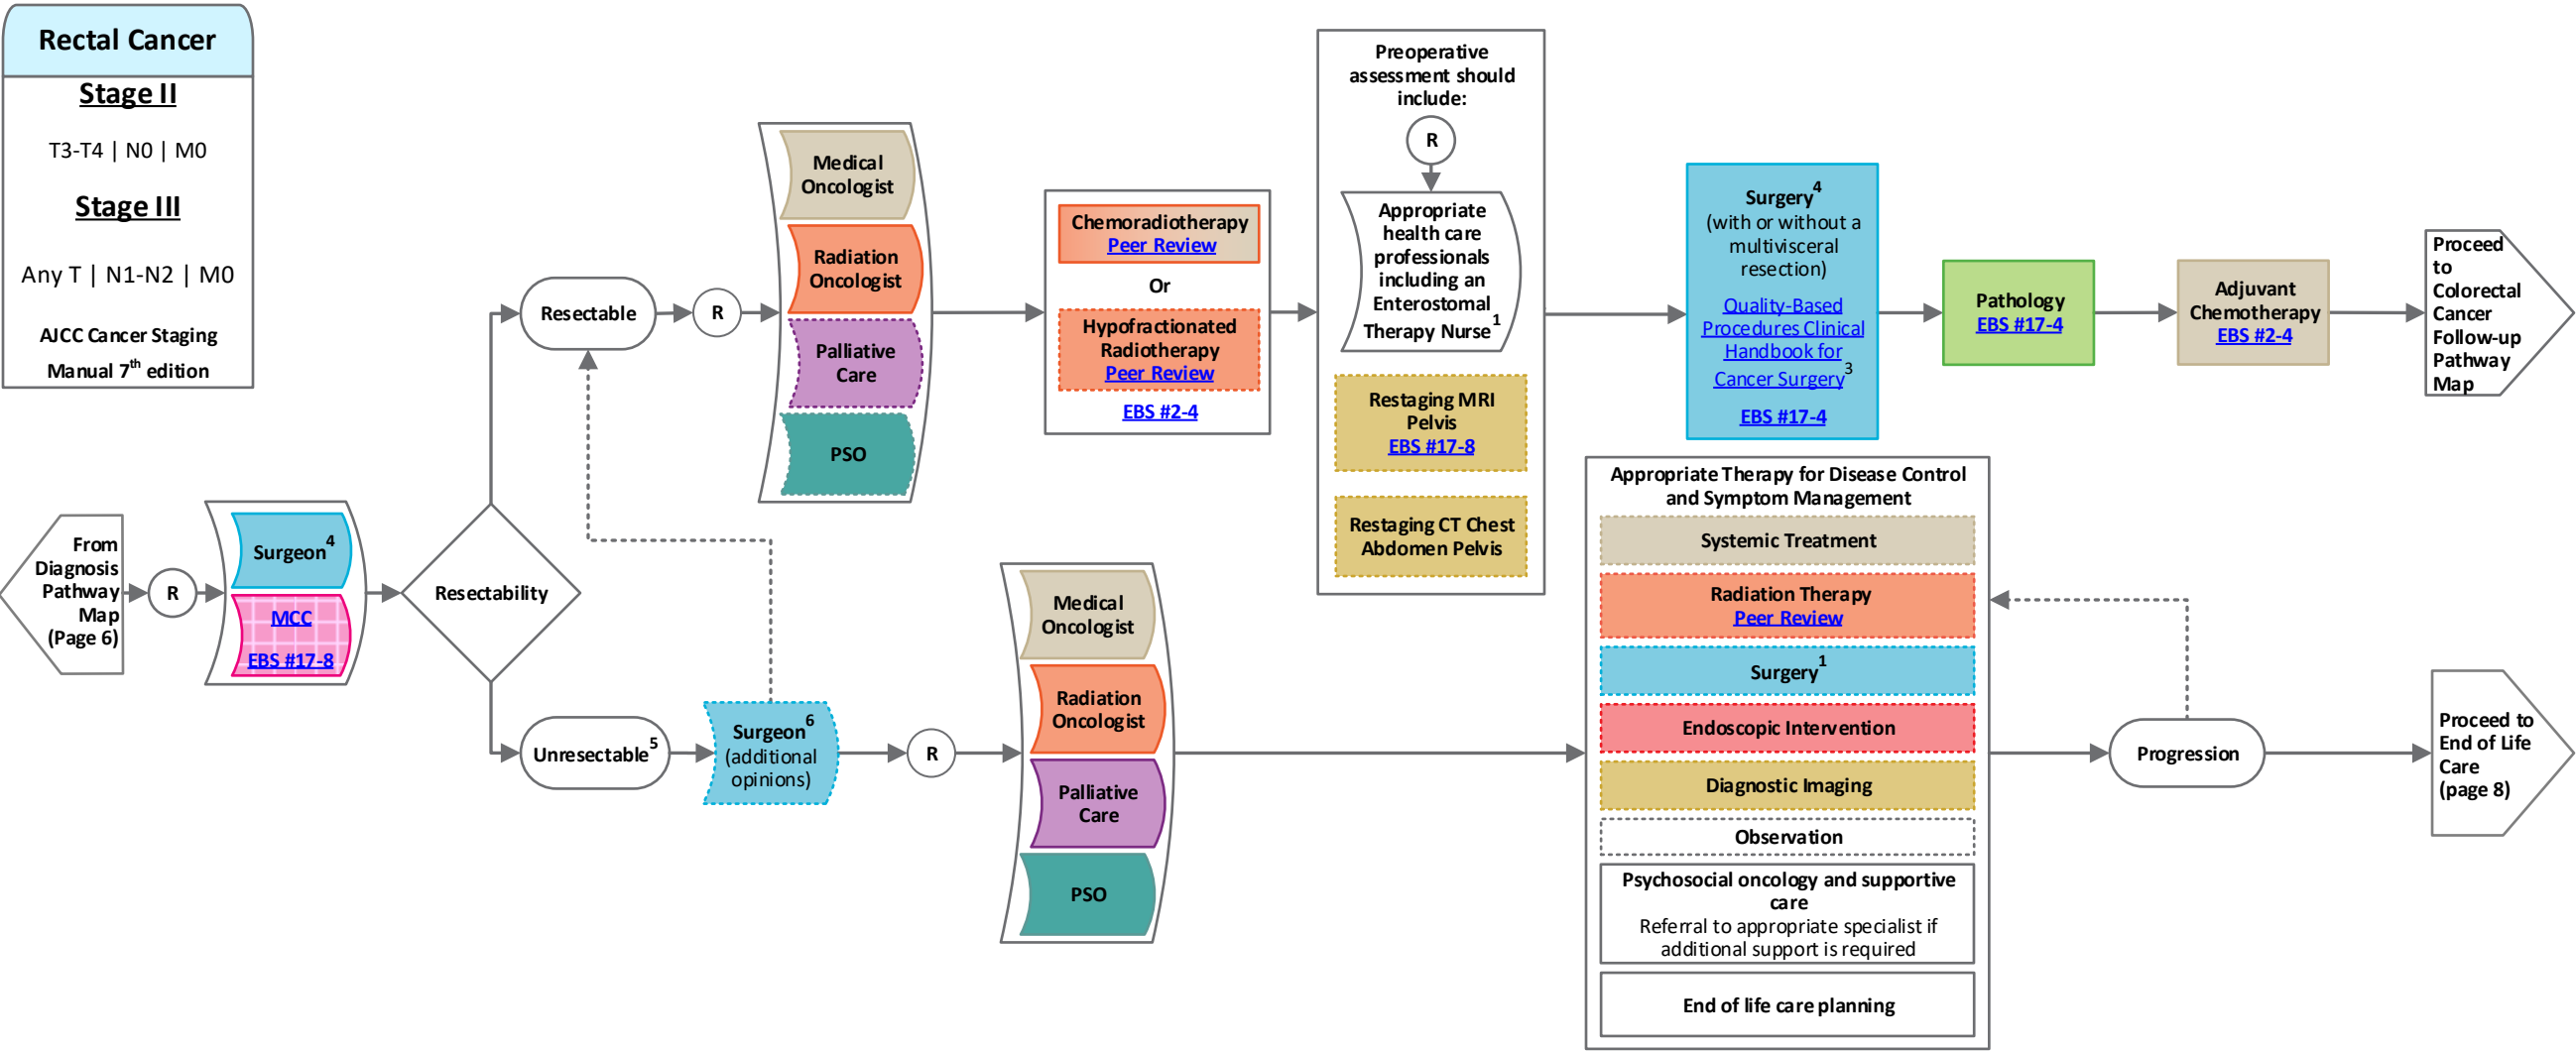 Rectal Cancer
Stage II
T3-T4 | N0 | M0
Stage III
Any T | N1-N2 | M0
AJCC Cancer Staging
Manual 7th edition
From
Diagnosis
Pathway
Map
(Page 6)
R
Surgeon4
MCC
EBS #17-8
Resectability
Resectable
R
Medical
Oncologist
Radiation
Oncologist
Palliative
Care
PSO
Chemoradiotherapy
Peer Review
Or
Hypofractionated
Radiotherapy
Peer Review
EBS #2-4
Preoperative
assessment should
include:
R
Appropriate
health care
professionals
including an
Enterostomal
Therapy Nurse1
Restaging MRI
Pelvis
EBS #17-8
Restaging CT Chest
Abdomen Pelvis
Surgery4
(with or without a
multivisceral
resection)
Quality-Based
Procedures Clinical
Handbook for
Cancer Surgery3
EBS #17-4
Pathology
EBS #17-4
Adjuvant
Chemotherapy
EBS #2-4
Proceed
to
Colorectal
Cancer
Follow-up
Pathway
Map
Unresectable5
Surgeon6
(additional
opinions)
R
Medical
Oncologist
Radiation
Oncologist
Palliative
Care
PSO
Appropriate Therapy for Disease Control
and Symptom Management
Systemic Treatment
Radiation Therapy
Peer Review
Surgery1
Endoscopic Intervention
Diagnostic Imaging
Observation
Psychosocial oncology and supportive
care
Referral to appropriate specialist if
additional support is required
End of life care planning
Progression
Proceed to
End of Life
Care
(page 8)